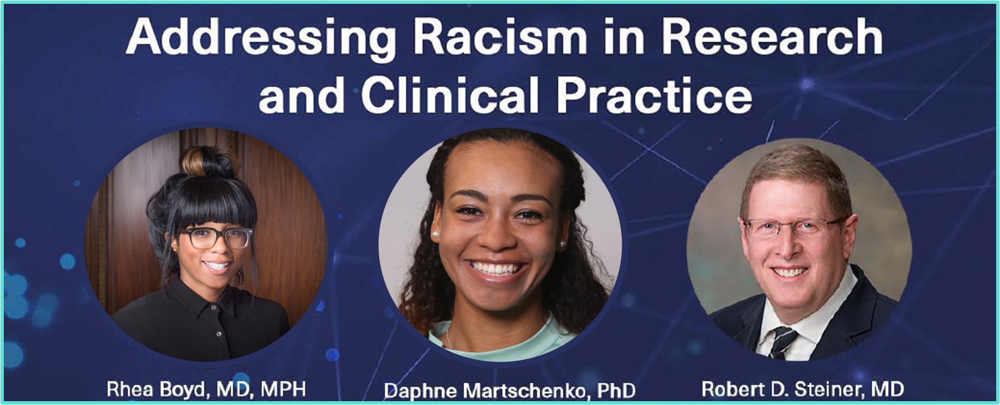 Addressing Racism in Research
and Clinical Practice
Rhea Boyd, MD, MPH
Daphne Martschenko, PhD
Robert D. Steiner, MD